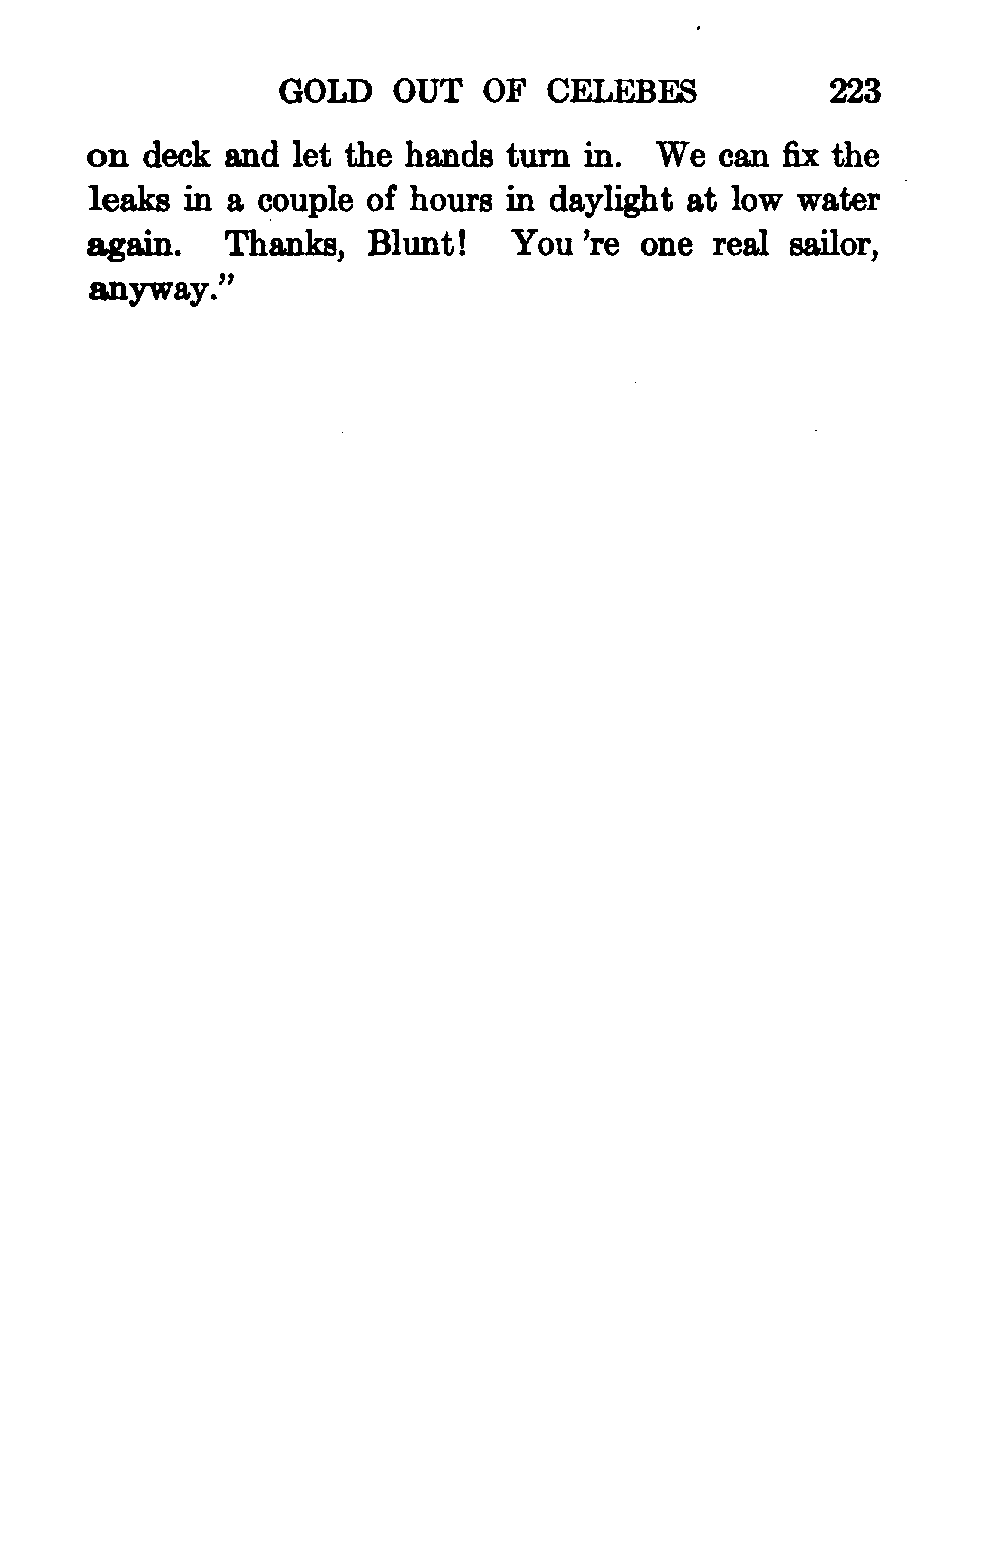 GOLD OUT OF CELEBES 223
on deck and let the hands turn in. We can fix the
leaks in a couple of hours in daylight at low water
again. Thanks, Blunt! You 're one real sailor,
anyway."